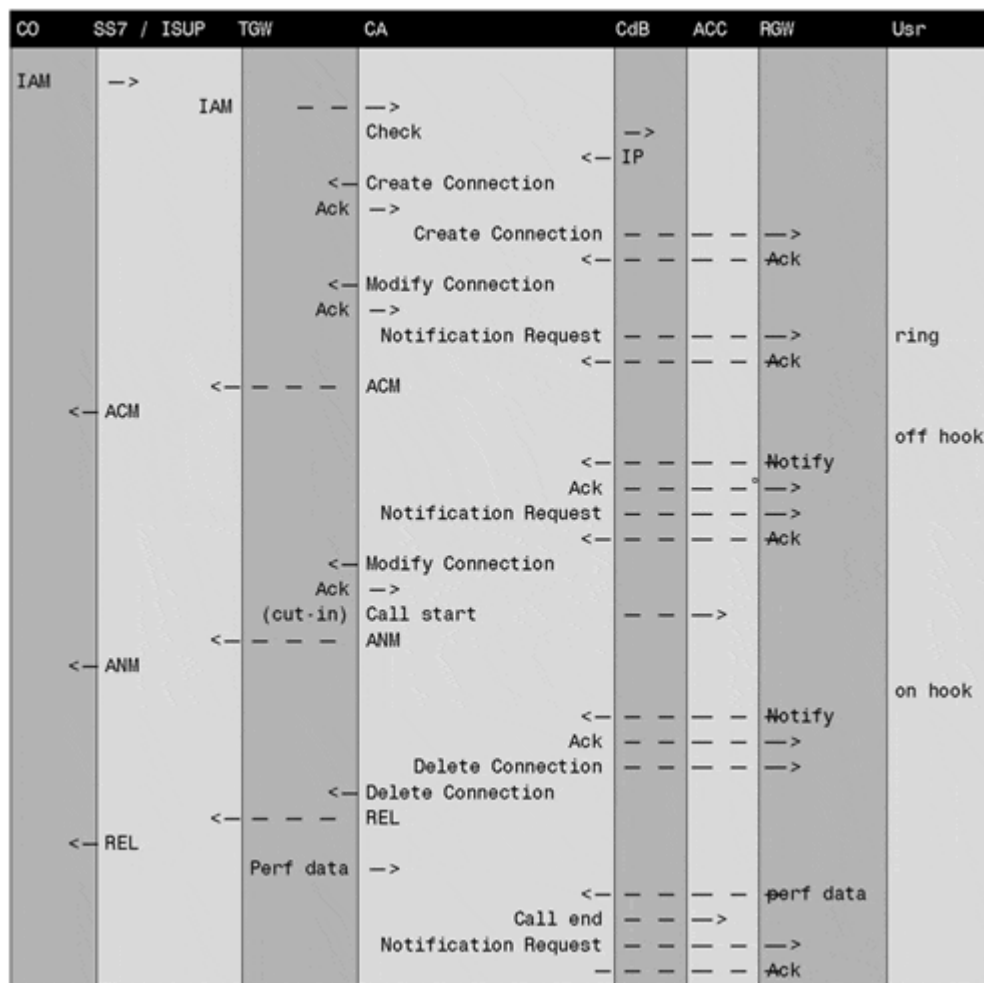 CO SS7 / ISUP TGW CA CdB ACC RGW Usr
IAM —>
IAM — — —>
Check —>
<— IP
<— Create Connection
Ack —>
Create Connection — — — — —>
<— — — — — Ack
<— Modify Connection
Ack —>
Notification Request — — — — —> ring
<— — — — — Ack
<— — — — ACM
<— ACM
off hook
<— — — — — Notify
Ack — — — — —>
Notification Request — — — — —>
<— — — — — Ack
<— Modify Connection
Ack —>
(cut-in) Call start — — —>
<— — — — ANM
<— ANM
on hook
<— — — — — Notify
Ack — — — — —>
Delete Connection — — — — —>
<— Delete Connection
<— — — — REL
<— REL
Perf data —>
<— — — — — perf data
Call end — — —>
Notification Request — — — — —>
— — — — — Ack